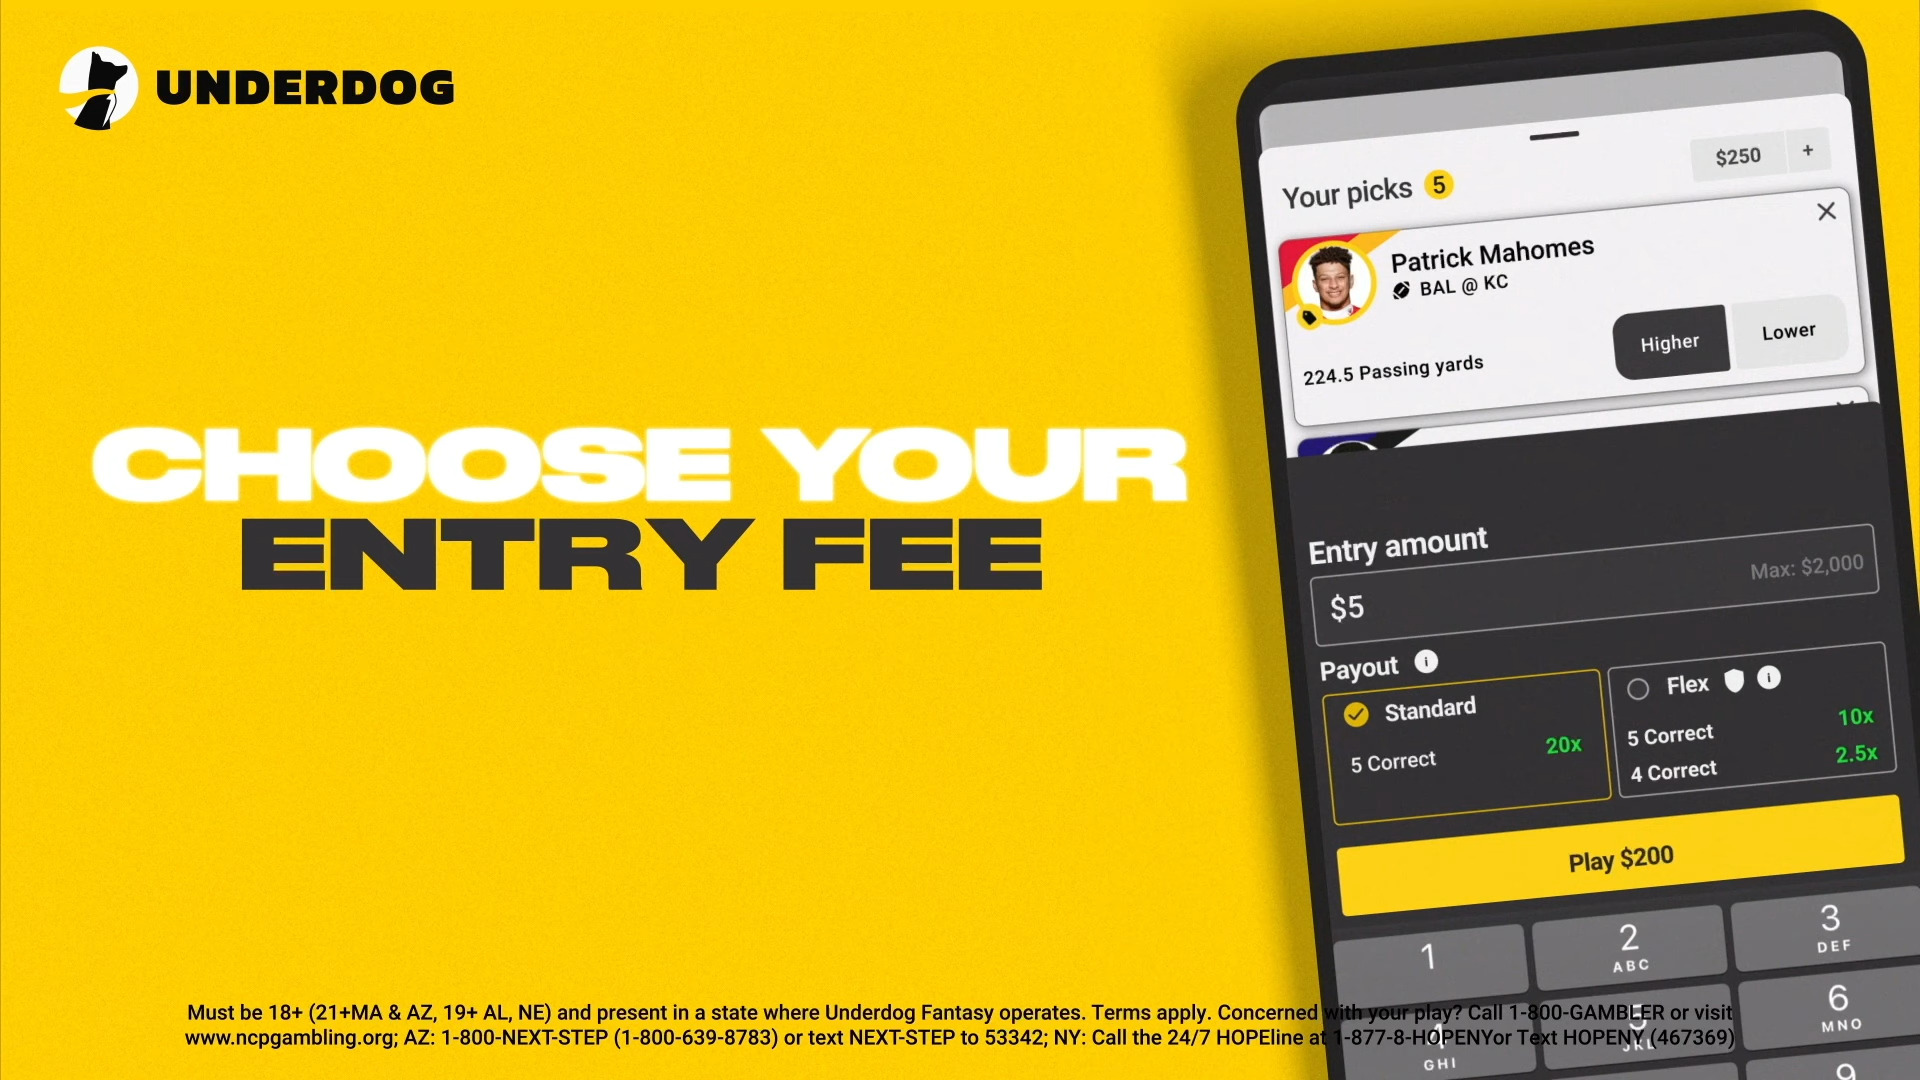 UNDERDOG
CHOOSE YOUR
ENTRY FEE
$250 +
Your picks 5
Patrick Mahomes
BAL @ KC
224.5 Passing yards
Higher
Lower
Entry amount
$5
Max: $2,000
Payout
Standard
5 Correct 20x
Flex
5 Correct 10x
4 Correct 2.5x
Play $200
1
2
ABC
3
DEF
4
GHI
5
JKL
6
MNO
9
Must be 18+ (21+MA & AZ, 19+ AL, NE) and present in a state where Underdog Fantasy operates. Terms apply. Concerned with your play? Call 1-800-GAMBLER or visit
www.ncpgambling.org; AZ: 1-800-NEXT-STEP (1-800-639-8783) or text NEXT-STEP to 53342; NY: Call the 24/7 HOPEline at 1-877-8-HOPENYor Text HOPENY (467369)